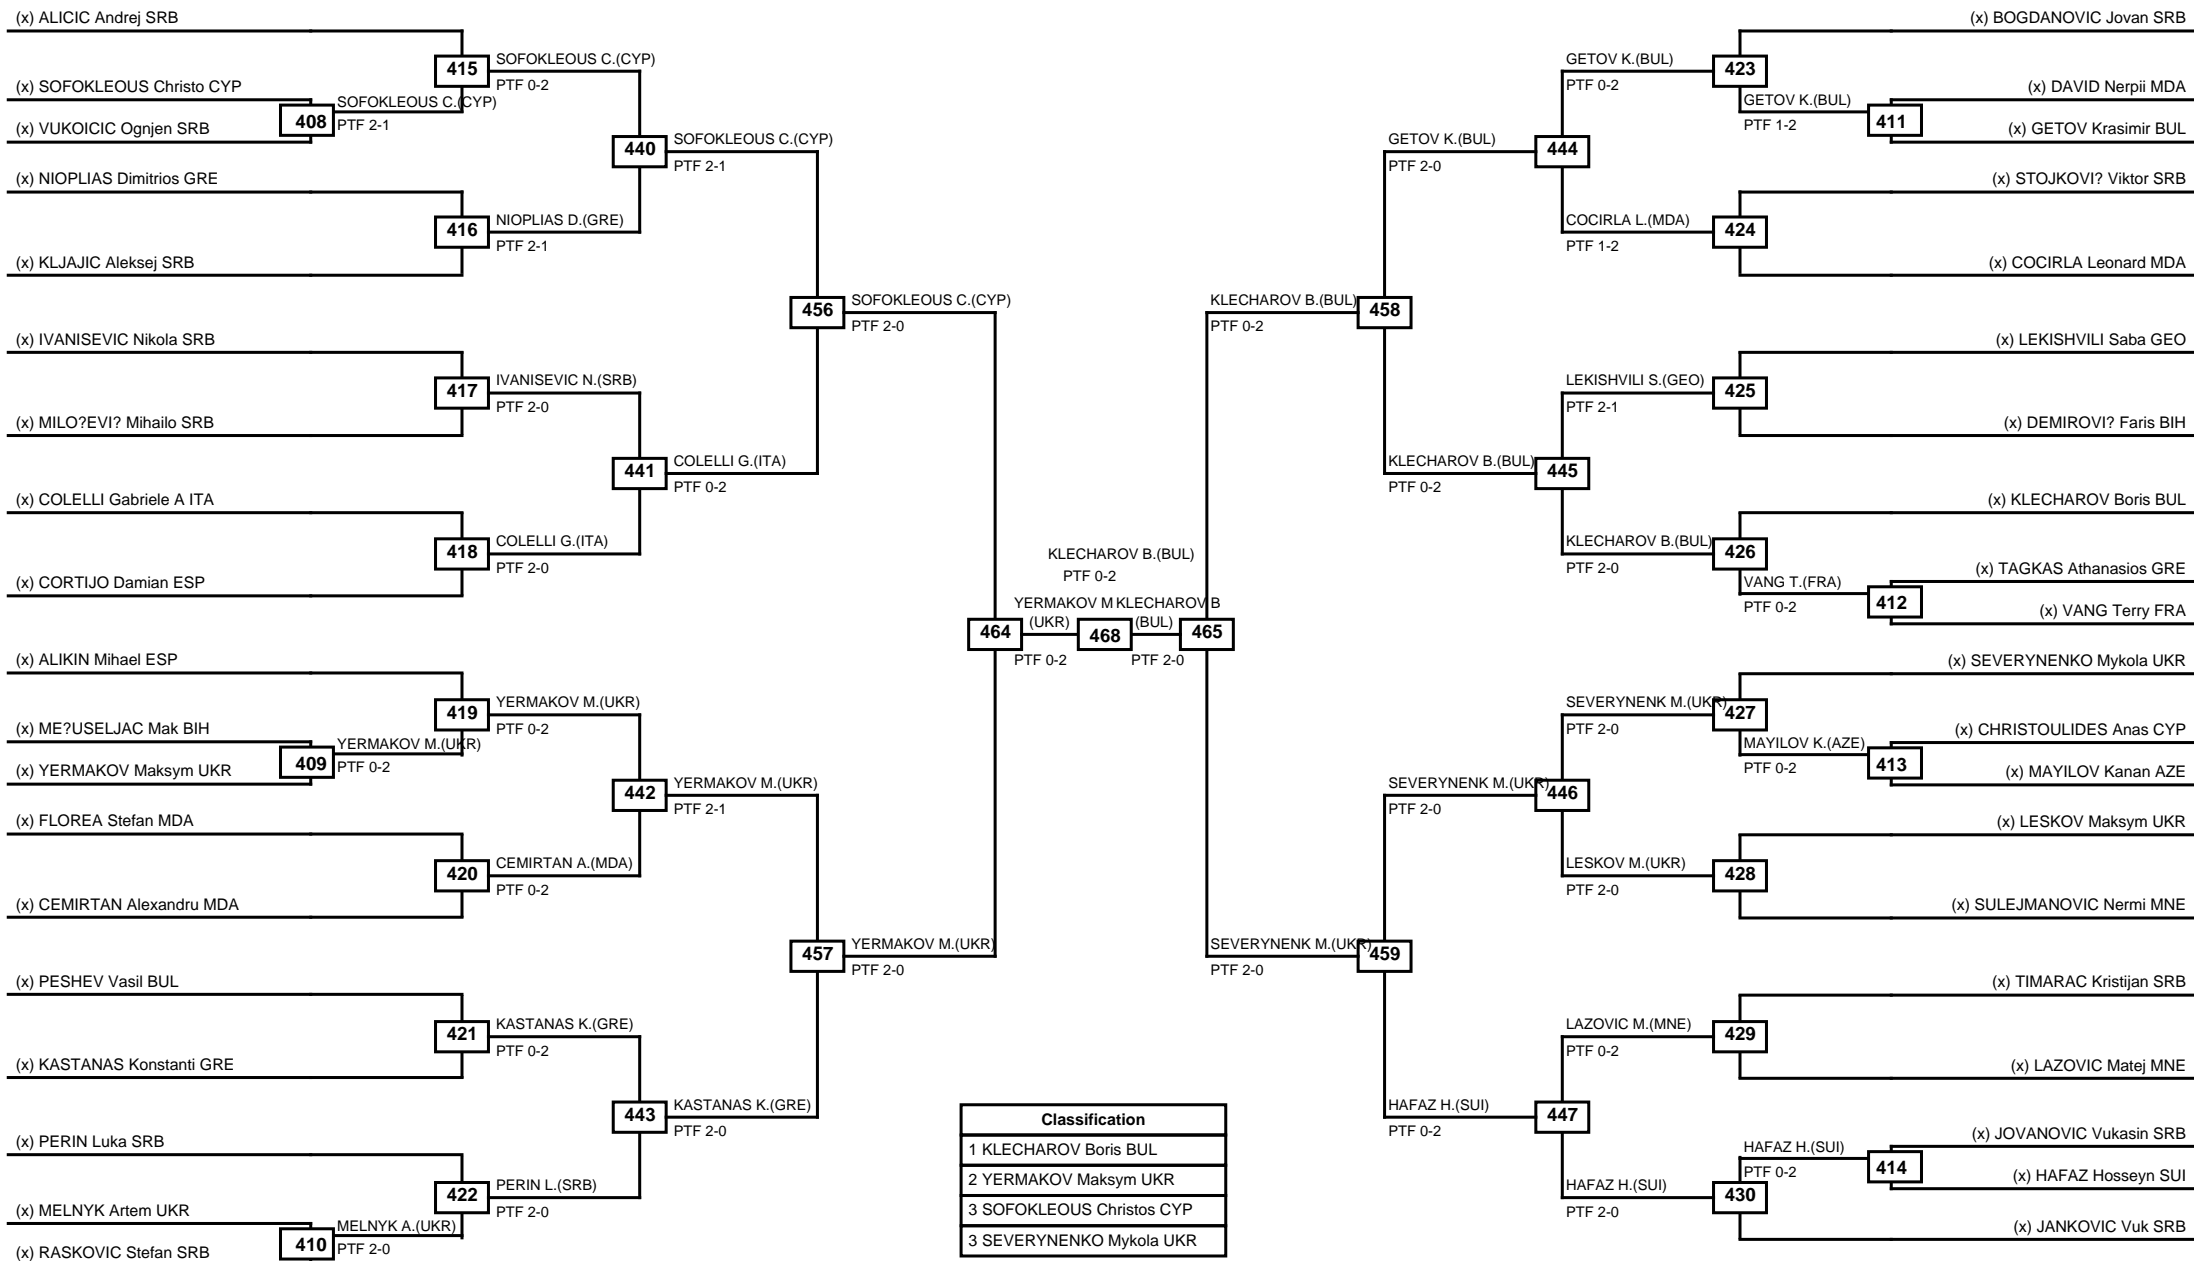 (x) ALICIC Andrej SRB
415
SOFOKLEOUS C.(CYP)
PTF 0-2
(x) SOFOKLEOUS Christo CYP
408
SOFOKLEOUS C.(CYP)
PTF 2-1
(x) VUKOICIC Ognjen SRB
440
SOFOKLEOUS C.(CYP)
PTF 2-1
(x) NIOPLIAS Dimitrios GRE
416
NIOPLIAS D.(GRE)
PTF 2-1
(x) KLJAJIC Aleksej SRB
456
SOFOKLEOUS C.(CYP)
PTF 2-0
(x) IVANISEVIC Nikola SRB
417
IVANISEVIC N.(SRB)
PTF 2-0
(x) MILO?EVI? Mihailo SRB
441
COLELLI G.(ITA)
PTF 0-2
(x) COLELLI Gabriele A ITA
418
COLELLI G.(ITA)
PTF 2-0
(x) CORTIJO Damian ESP
(x) ALIKIN Mihael ESP
419
YERMAKOV M.(UKR)
PTF 0-2
(x) ME?USELJAC Mak BIH
409
YERMAKOV M.(UKR)
PTF 0-2
(x) YERMAKOV Maksym UKR
442
YERMAKOV M.(UKR)
PTF 2-1
(x) FLOREA Stefan MDA
420
CEMIRTAN A.(MDA)
PTF 0-2
(x) CEMIRTAN Alexandru MDA
457
YERMAKOV M.(UKR)
PTF 2-0
(x) PESHEV Vasil BUL
421
KASTANAS K.(GRE)
PTF 0-2
(x) KASTANAS Konstanti GRE
443
KASTANAS K.(GRE)
PTF 2-0
(x) PERIN Luka SRB
422
PERIN L.(SRB)
PTF 2-0
(x) MELNYK Artem UKR
410
MELNYK A.(UKR)
PTF 2-0
(x) RASKOVIC Stefan SRB
KLECHAROV B.(BUL)
PTF 0-2
464
YERMAKOV M
(UKR)
PTF 0-2
468
KLECHAROV B
(BUL)
PTF 2-0
465
Classification
1 KLECHAROV Boris BUL
2 YERMAKOV Maksym UKR
3 SOFOKLEOUS Christos CYP
3 SEVERYNENKO Mykola UKR
(x) BOGDANOVIC Jovan SRB
GETOV K.(BUL)
PTF 0-2
423
(x) DAVID Nerpii MDA
GETOV K.(BUL)
PTF 1-2
411
(x) GETOV Krasimir BUL
GETOV K.(BUL)
PTF 2-0
444
(x) STOJKOVI? Viktor SRB
COCIRLA L.(MDA)
PTF 1-2
424
(x) COCIRLA Leonard MDA
KLECHAROV B.(BUL)
PTF 0-2
458
(x) LEKISHVILI Saba GEO
LEKISHVILI S.(GEO)
PTF 2-1
425
(x) DEMIROVI? Faris BIH
KLECHAROV B.(BUL)
PTF 0-2
445
(x) KLECHAROV Boris BUL
KLECHAROV B.(BUL)
PTF 2-0
426
(x) TAGKAS Athanasios GRE
VANG T.(FRA)
PTF 0-2
412
(x) VANG Terry FRA
(x) SEVERYNENKO Mykola UKR
SEVERYNENK M.(UKR)
PTF 2-0
427
(x) CHRISTOULIDES Anas CYP
MAYILOV K.(AZE)
PTF 0-2
413
(x) MAYILOV Kanan AZE
SEVERYNENK M.(UKR)
PTF 2-0
446
(x) LESKOV Maksym UKR
LESKOV M.(UKR)
PTF 2-0
428
(x) SULEJMANOVIC Nermi MNE
SEVERYNENK M.(UKR)
PTF 2-0
459
(x) TIMARAC Kristijan SRB
LAZOVIC M.(MNE)
PTF 0-2
429
(x) LAZOVIC Matej MNE
HAFAZ H.(SUI)
PTF 0-2
447
(x) JOVANOVIC Vukasin SRB
HAFAZ H.(SUI)
PTF 0-2
414
(x) HAFAZ Hosseyn SUI
HAFAZ H.(SUI)
PTF 2-0
430
(x) JANKOVIC Vuk SRB